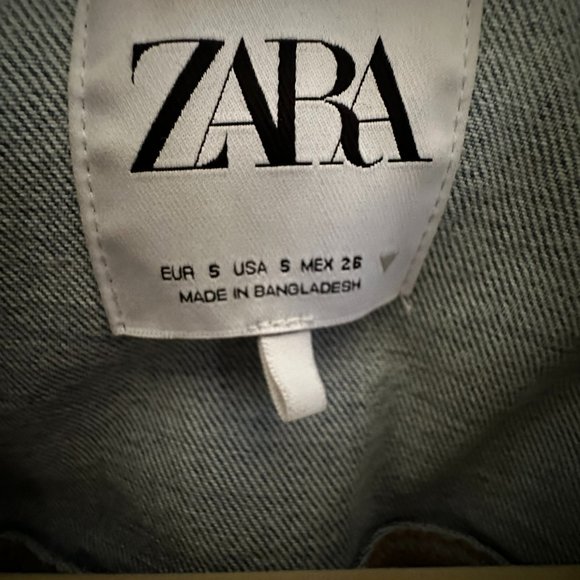 ZARA
EUR S USA S MEX 26
MADE IN BANGLADESH